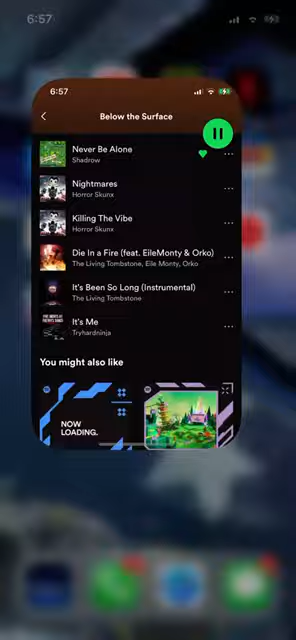 6:57
6:57
Below the Surface
Never Be Alone
Shadrow
Nightmares
Horror Skunx
Killing The Vibe
Horror Skunx
Die In a Fire (feat. EileMonty & Orko)
The Living Tombstone, Eile Monty, Orko
It's Been So Long (Instrumental)
The Living Tombstone
It's Me
Tryhardninja
You might also like
NOW
LOADING.